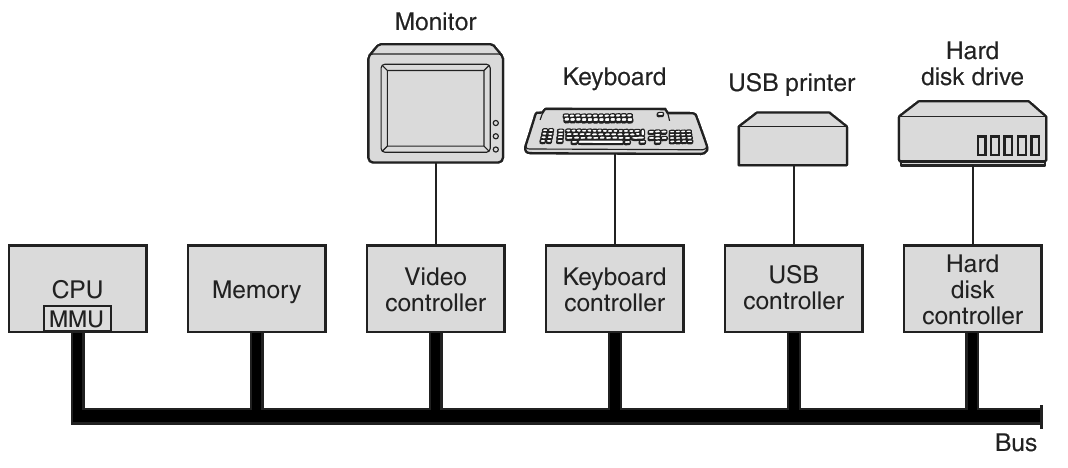 Monitor
Keyboard
USB printer
Hard
disk drive
CPU
MMU
Memory
Video
controller
Keyboard
controller
USB
controller
Hard
disk
controller
Bus